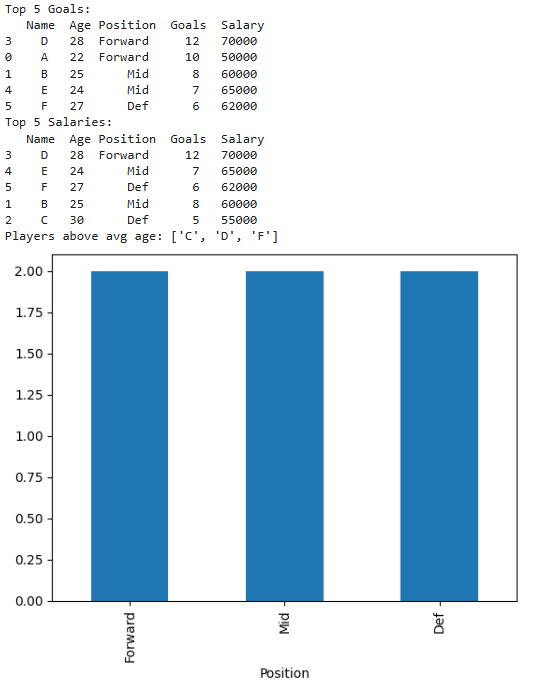 Top 5 Goals:
   Name  Age Position  Goals  Salary
3    D   28  Forward     12   70000
0    A   22  Forward     10   50000
1    B   25      Mid      8   60000
4    E   24      Mid      7   65000
5    F   27      Def      6   62000
Top 5 Salaries:
   Name  Age Position  Goals  Salary
3    D   28  Forward     12   70000
4    E   24      Mid      7   65000
5    F   27      Def      6   62000
1    B   25      Mid      8   60000
2    C   30      Def      5   55000
Players above avg age: ['C', 'D', 'F']
2.00
1.75
1.50
1.25
1.00
0.75
0.50
0.25
0.00
Forward
Mid
Def
Position